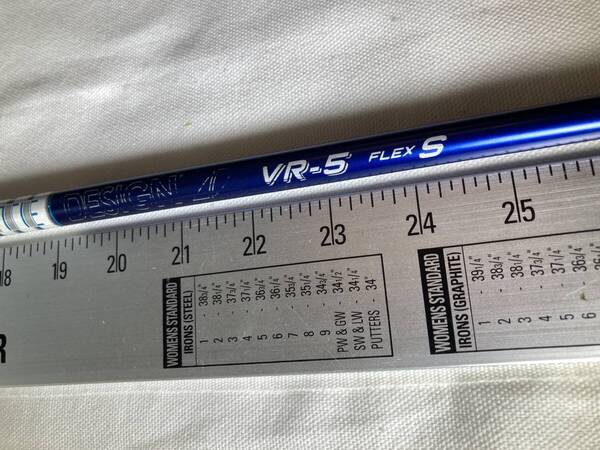 DESIGN
VR-5 FLEX S
18 19 20 21 22 23 24 25
R
WOMENS STANDARD
IRONS (STEEL)
1 - 38¾"
2 - 38¼"
3 - 37¾"
4 - 37¼"
5 - 36¾"
6 - 36¼"
7 - 35¾"
8 - 35¼"
9 - 34¾"
PW & GW - 34½"
SW & LW - 34¼"
PUTTERS - 34"
WOMENS STANDARD
IRONS (GRAPHITE)
1 - 39¼"
2 - 38¾"
3 - 38¼"
4 - 37¾"
5 - 37¼"
6 - 36¾"